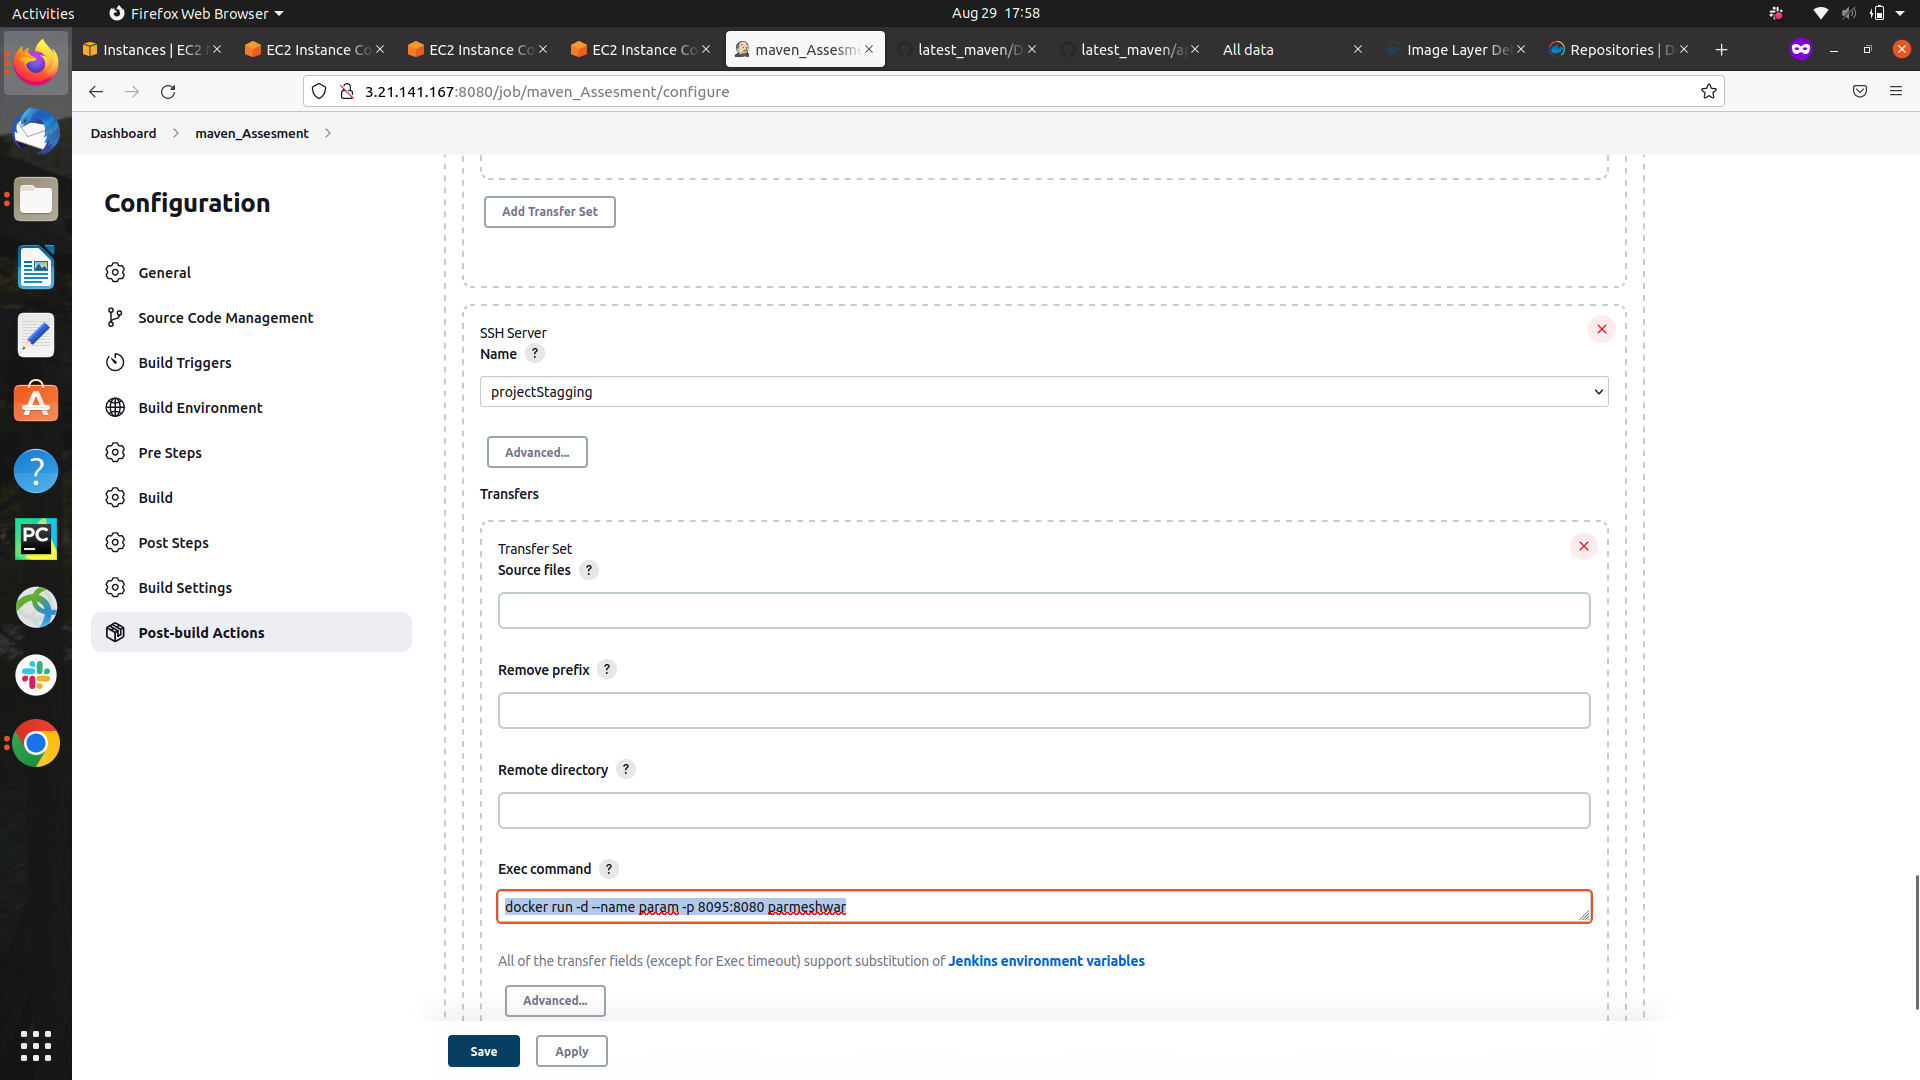 Activities
Firefox Web Browser
Aug 29 17:58
Instances | EC2 M
EC2 Instance Co
EC2 Instance Co
EC2 Instance Co
maven_Assesme
latest_maven/D
latest_maven/ap
All data
Image Layer Det
Repositories | D
3.21.141.167:8080/job/maven_Assesment/configure
Dashboard
maven_Assesment
Configuration
General
Source Code Management
Build Triggers
Build Environment
Pre Steps
Build
Post Steps
Build Settings
Post-build Actions
Add Transfer Set
SSH Server
Name ?
projectStagging
Advanced...
Transfers
Transfer Set
Source files ?
Remove prefix ?
Remote directory ?
Exec command ?
docker run -d --name param -p 8095:8080 parmeshwar
All of the transfer fields (except for Exec timeout) support substitution of Jenkins environment variables
Advanced...
Save
Apply
PC